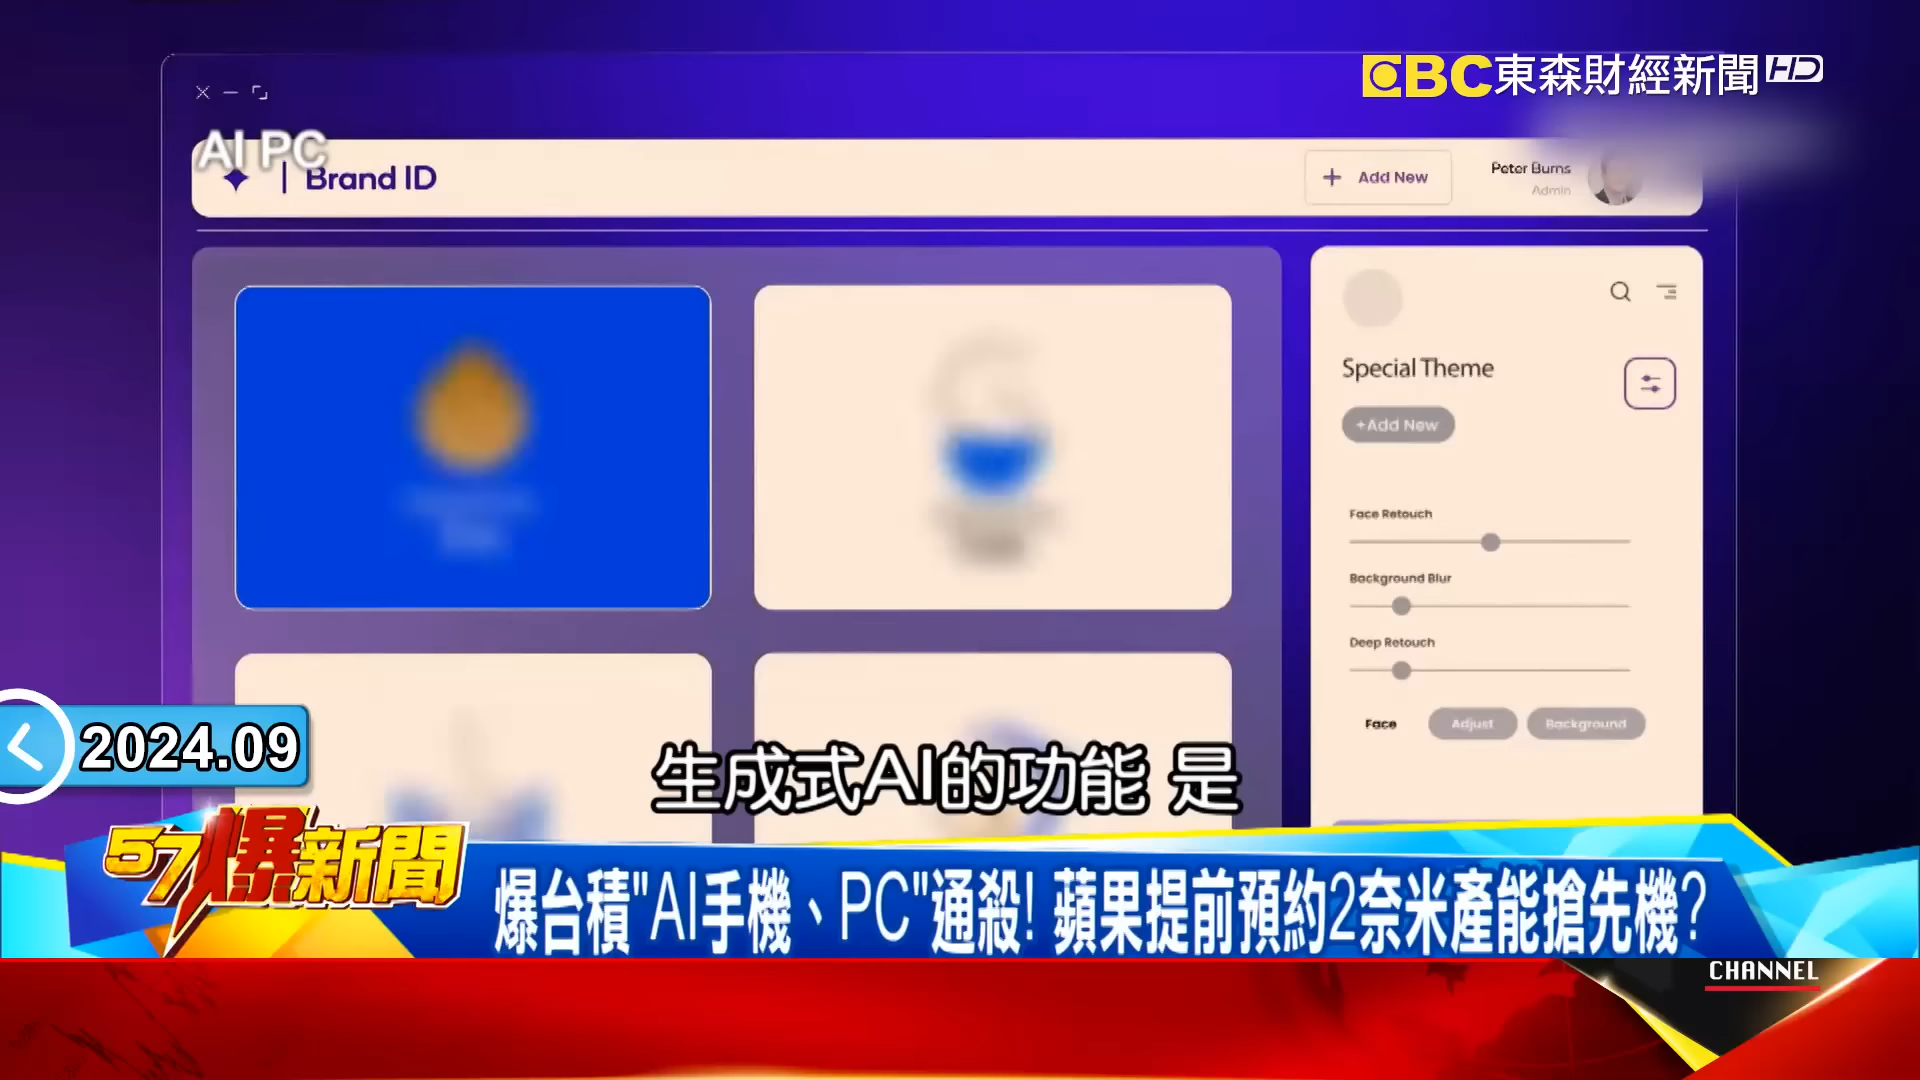 EBC東森財經新聞HD
AI PC
Brand ID
+ Add New
Peter Burns
Admin
Special Theme
+Add New
Face Retouch
Background Blur
Deep Retouch
Face
Adjust
Background
2024.09
生成式AI的功能 是
57爆新聞
爆台積"AI手機、PC"通殺! 蘋果提前預約2奈米產能搶先機?
CHANNEL